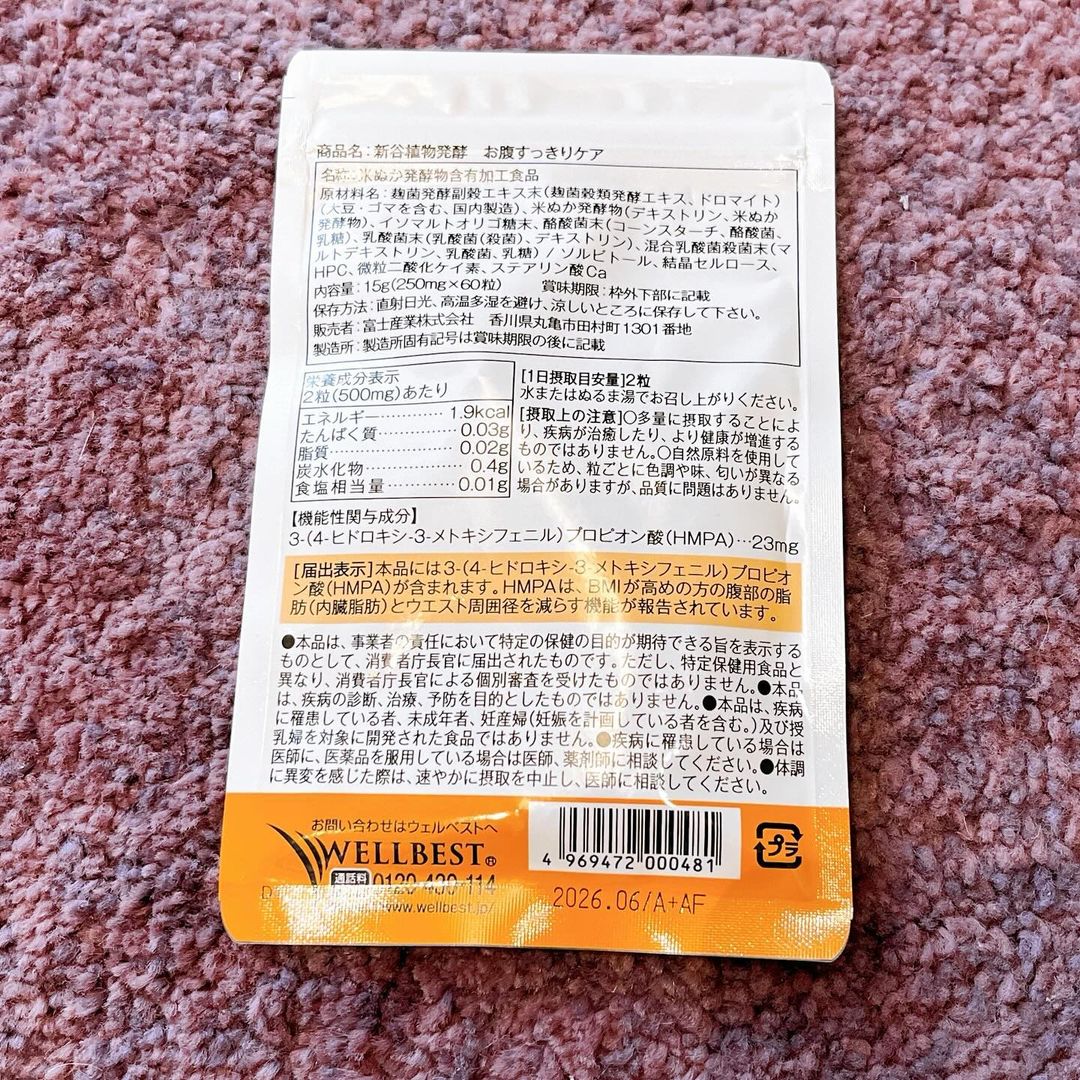 商品名：新谷植物発酵　お腹すっきりケア
名称：米ぬか発酵物含有加工食品
原材料名：麹菌発酵副穀エキス末（麹菌穀類発酵エキス、ドロマイト）
（大豆・ゴマを含む、国内製造）、米ぬか発酵物（デキストリン、米ぬか
発酵物）、イソマルトオリゴ糖末、酪酸菌末（コーンスターチ、酪酸菌、
乳糖）、乳酸菌末（乳酸菌（殺菌）、デキストリン）、混合乳酸菌殺菌末（マ
ルトデキストリン、乳酸菌、乳糖）／ソルビトール、結晶セルロース、
HPC、微粒二酸化ケイ素、ステアリン酸Ca
内容量：15g（250mg×60粒）　賞味期限：枠外下部に記載
保存方法：直射日光、高温多湿を避け、涼しいところに保存して下さい。
販売者：富士産業株式会社　香川県丸亀市田村町1301番地
製造所：製造所固有記号は賞味期限の後に記載
栄養成分表示
2粒（500mg）あたり
エネルギー…………1.9kcal
たんぱく質…………0.03g
脂質…………0.02g
炭水化物…………0.4g
食塩相当量…………0.01g
[1日摂取目安量]2粒
水またはぬるま湯でお召し上がりください。
[摂取上の注意]○多量に摂取することによ
り、疾病が治癒したり、より健康が増進する
ものではありません。○自然原料を使用して
いるため、粒ごとに色調や味、匂いが異なる
場合がありますが、品質に問題はありません。
【機能性関与成分】
3-（4-ヒドロキシ-3-メトキシフェニル）プロピオン酸（HMPA）…23mg
[届出表示]本品には3-（4-ヒドロキシ-3-メトキシフェニル）プロピオ
ン酸（HMPA）が含まれます。HMPAは、BMIが高めの方の腹部の脂
肪（内臓脂肪）とウエスト周囲径を減らす機能が報告されています。
●本品は、事業者の責任において特定の保健の目的が期待できる旨を表示する
ものとして、消費者庁長官に届出されたものです。ただし、特定保健用食品と
異なり、消費者庁長官による個別審査を受けたものではありません。●本品
は、疾病の診断、治療、予防を目的としたものではありません。●本品は、疾病
に罹患している者、未成年者、妊産婦（妊娠を計画している者を含む。）及び授
乳婦を対象に開発された食品ではありません。●疾病に罹患している場合は
医師に、医薬品を服用している場合は医師、薬剤師に相談してください。●体調
に異変を感じた際は、速やかに摂取を中止し、医師に相談してください。
お問い合わせはウェルベストへ
WELLBEST®
通話料 0120-430-114
www.wellbest.jp/
4 969472 000481
プラ
2026.06/A+AF